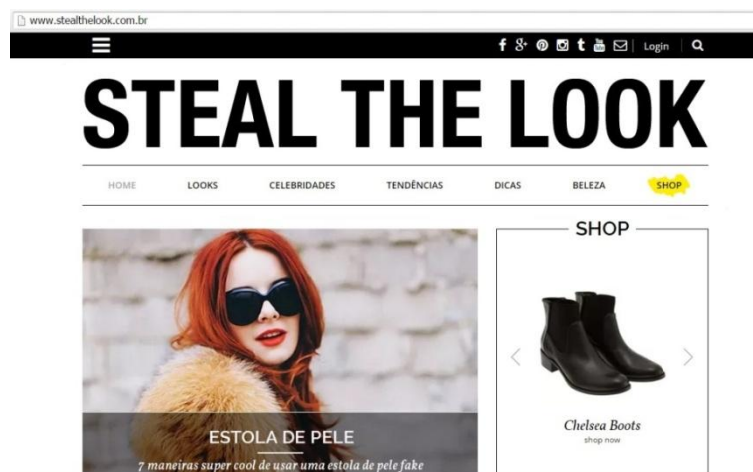 www.stealthelook.com.br
Login
STEAL THE LOOK
HOME LOOKS CELEBRIDADES TENDÊNCIAS DICAS BELEZA SHOP
SHOP
ESTOLA DE PELE
7 maneiras super cool de usar uma estola de pele fake
Chelsea Boots
shop now